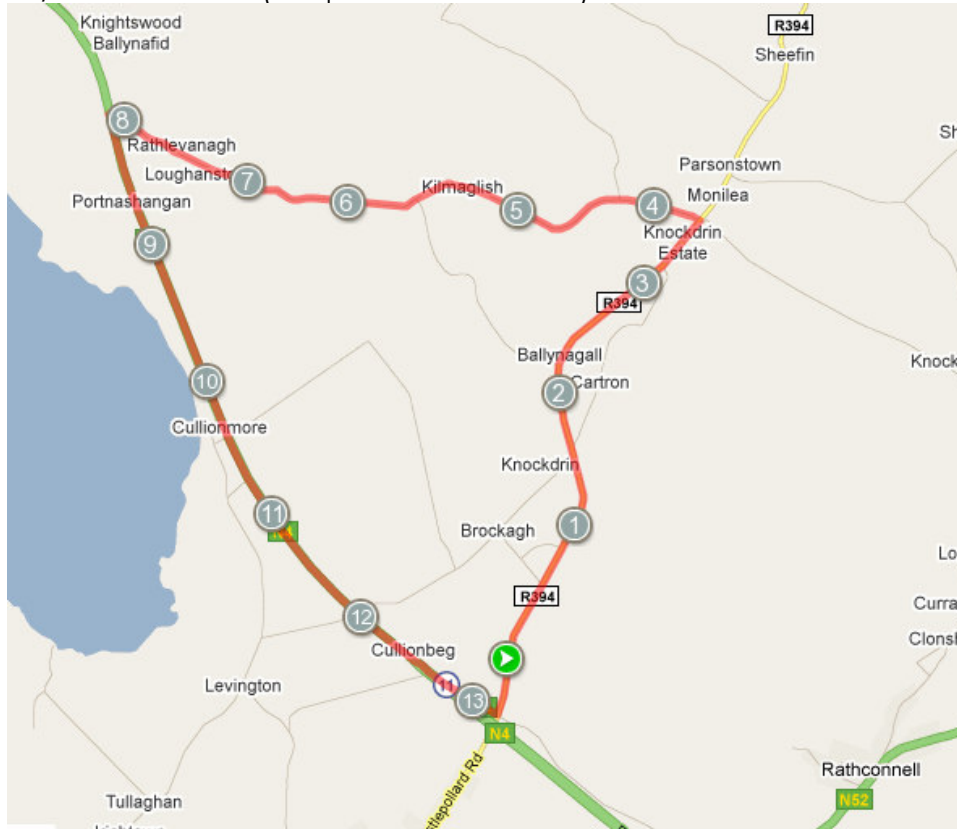 Knightswood
Ballynafid
R394
Sheefin
8
Rathlevanagh
Sh
Parsonstown
7
Portnashangan
Kilmaglish
6
5
4
Monilea
Knockdrin
Estate
9
3
R394
Ballynagall
Knock
10
2
Cartron
Cullionmore
Knockdrin
11
1
Brockagh
Lo
R394
Curra
12
Cullionbeg
11
13
Levington
N4
Rathconnell
Tullaghan
N52